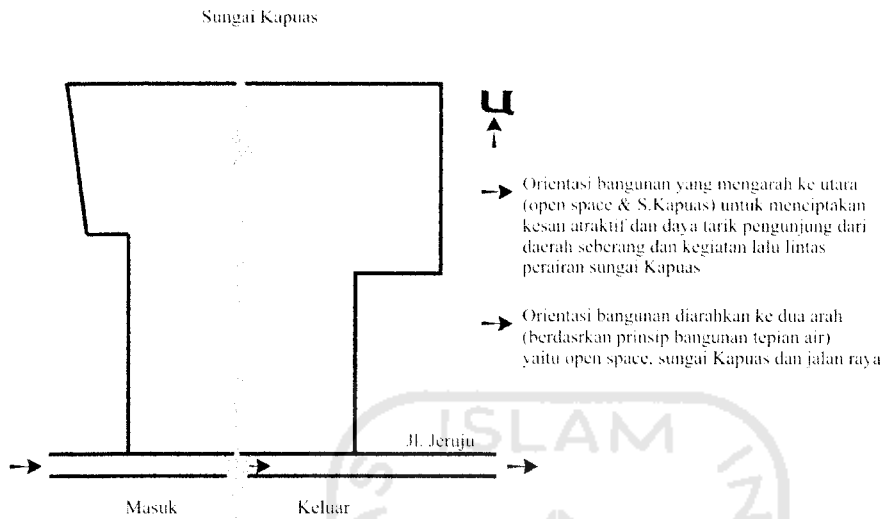 Sungai Kapuas
U
Orientasi bangunan yang mengarah ke utara
(open space & S.Kapuas) untuk menciptakan
kesan atraktif dan daya tarik pengunjung dari
daerah seberang dan kegiatan lalu lintas
perairan sungai Kapuas
Orientasi bangunan diarahkan ke dua arah
(berdasrkan prinsip bangunan tepian air)
yaitu open space, sungai Kapuas dan jalan raya
Jl. Jeruju
Masuk
Keluar
ISLAM